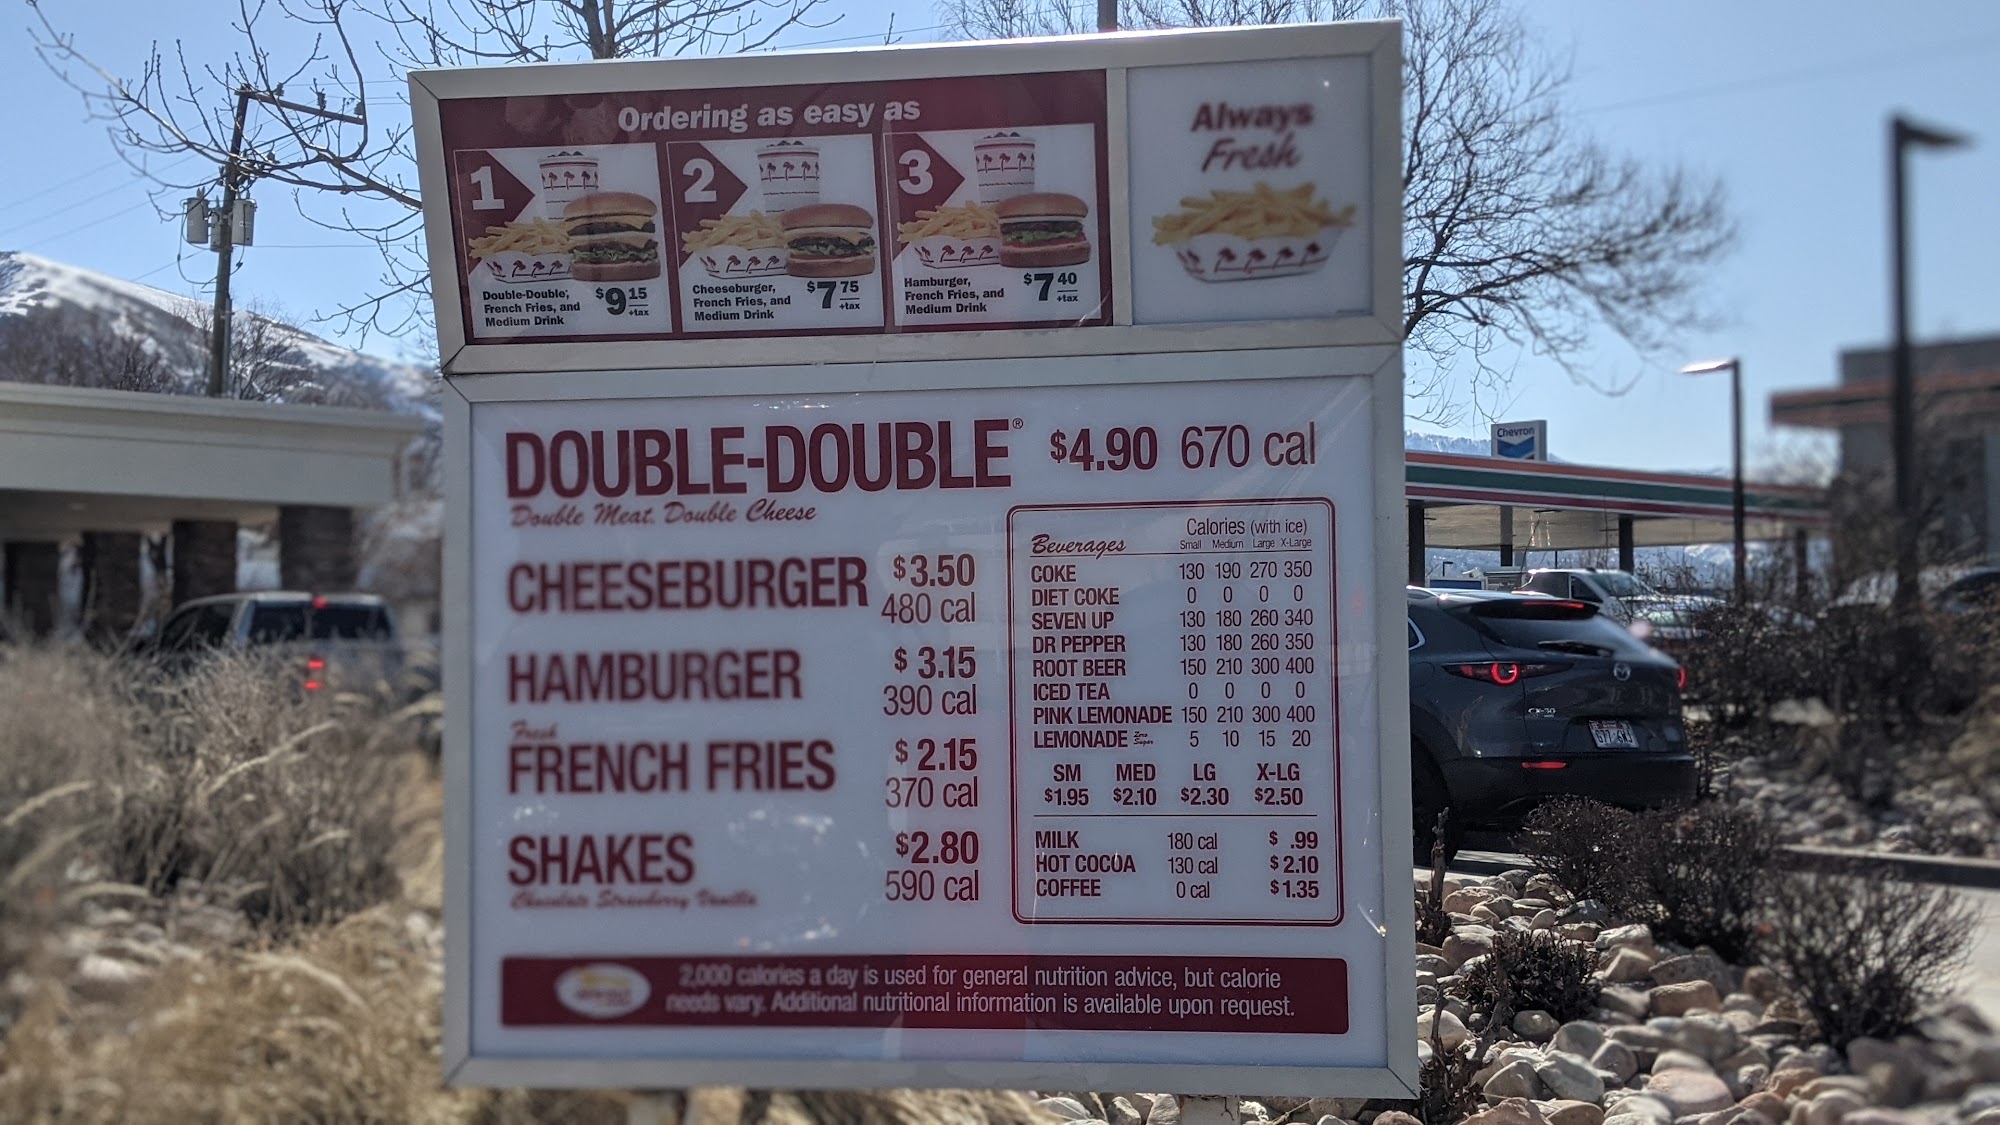 Ordering as easy as
1
Double-Double,
French Fries, and
Medium Drink
$9 15
+tax
2
Cheeseburger,
French Fries, and
Medium Drink
$7 75
+tax
3
Hamburger,
French Fries, and
Medium Drink
$7 40
+tax
Always
Fresh
DOUBLE-DOUBLE® $4.90 670 cal
Double Meat. Double Cheese
CHEESEBURGER $3.50
480 cal
HAMBURGER $3.15
390 cal
Fresh
FRENCH FRIES $2.15
370 cal
SHAKES $2.80
Chocolate Strawberry Vanilla 590 cal
Calories (with ice)
Beverages Small Medium Large X-Large
COKE 130 190 270 350
DIET COKE 0 0 0 0
SEVEN UP 130 180 260 340
DR PEPPER 130 180 260 350
ROOT BEER 150 210 300 400
ICED TEA 0 0 0 0
PINK LEMONADE 150 210 300 400
LEMONADE Zero Sugar 5 10 15 20
SM MED LG X-LG
$1.95 $2.10 $2.30 $2.50
MILK 180 cal $ .99
HOT COCOA 130 cal $2.10
COFFEE 0 cal $1.35
2,000 calories a day is used for general nutrition advice, but calorie
needs vary. Additional nutritional information is available upon request.
Chevron
CX-30